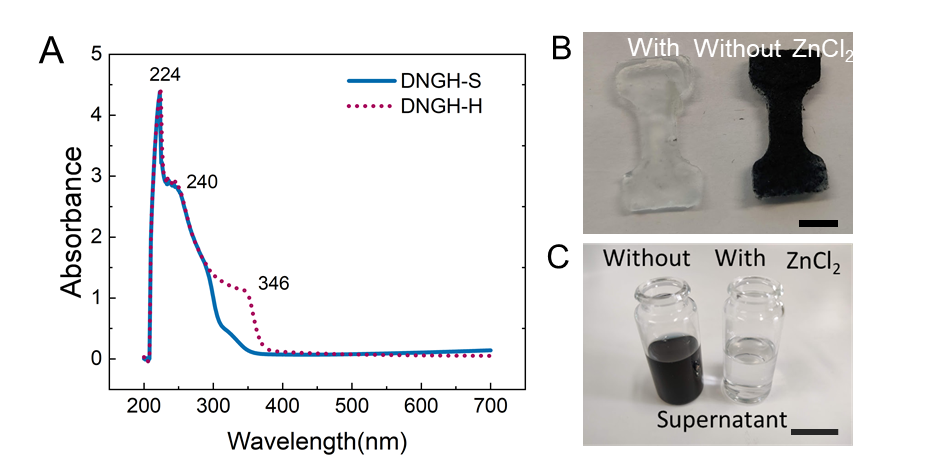 A
5
4
3
2
1
0
Absorbance
224
240
346
DNGH-S
DNGH-H
200 300 400 500 600 700
Wavelength(nm)
B
With Without ZnCl2
C
Without With ZnCl2
Supernatant